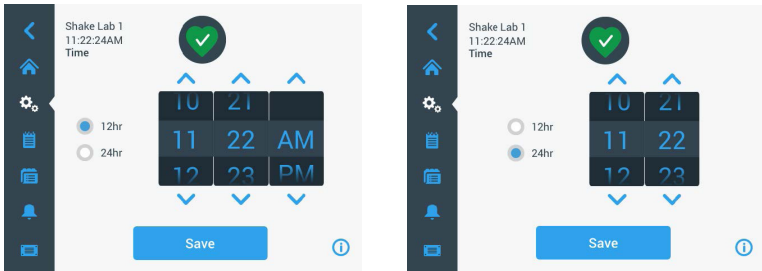 Shake Lab 1
11:22:24AM
Time
10 21
12hr
11 22 AM
24hr
12 23 PM
Save
Shake Lab 1
11:22:24AM
Time
10 21
12hr
11 22
24hr
12 23
Save